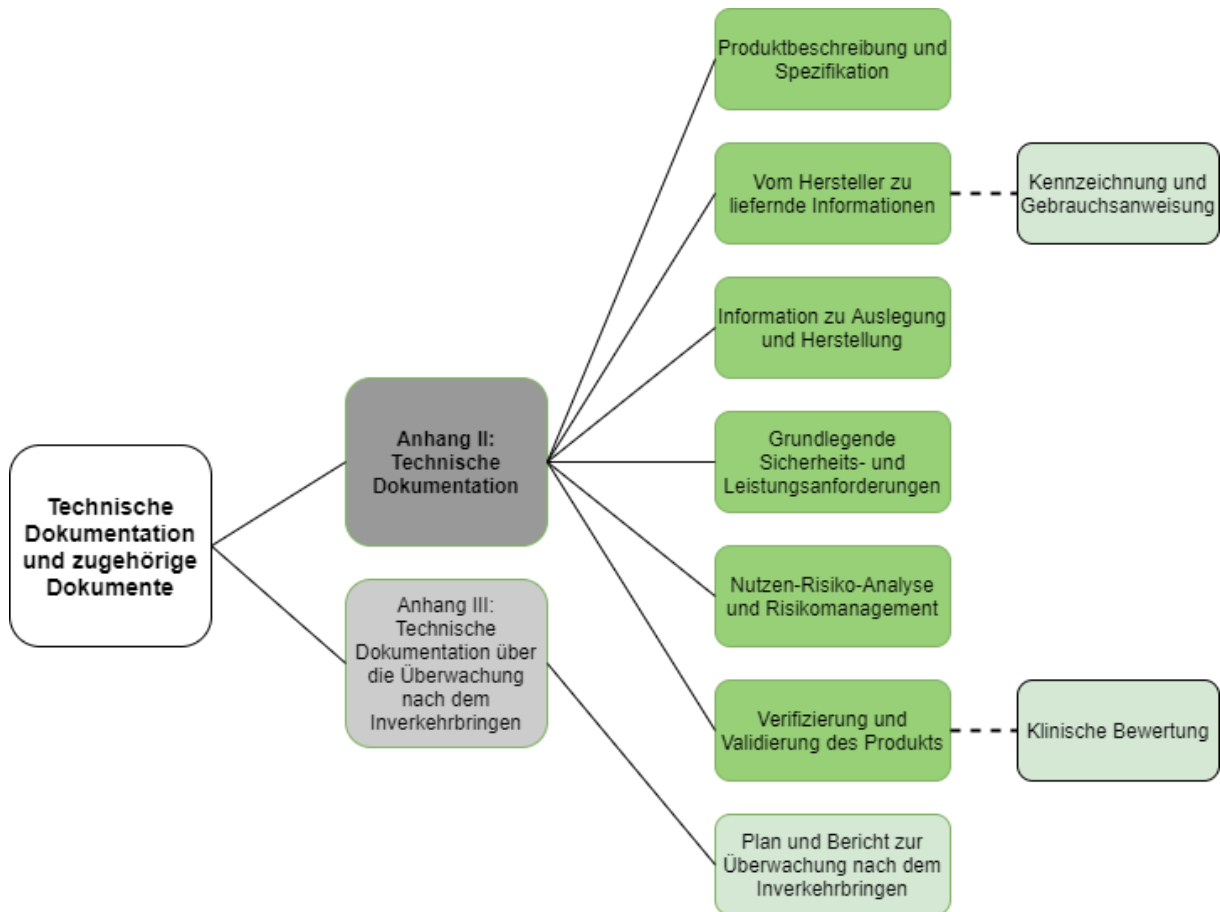 Technische
Dokumentation
und zugehörige
Dokumente
Anhang II:
Technische
Dokumentation
Anhang III:
Technische
Dokumentation über
die Überwachung
nach dem
Inverkehrbringen
Produktbeschreibung und
Spezifikation
Vom Hersteller zu
liefernde Informationen
Kennzeichnung und
Gebrauchsanweisung
Information zu Auslegung
und Herstellung
Grundlegende
Sicherheits- und
Leistungsanforderungen
Nutzen-Risiko-Analyse
und Risikomanagement
Verifizierung und
Validierung des Produkts
Klinische Bewertung
Plan und Bericht zur
Überwachung nach dem
Inverkehrbringen